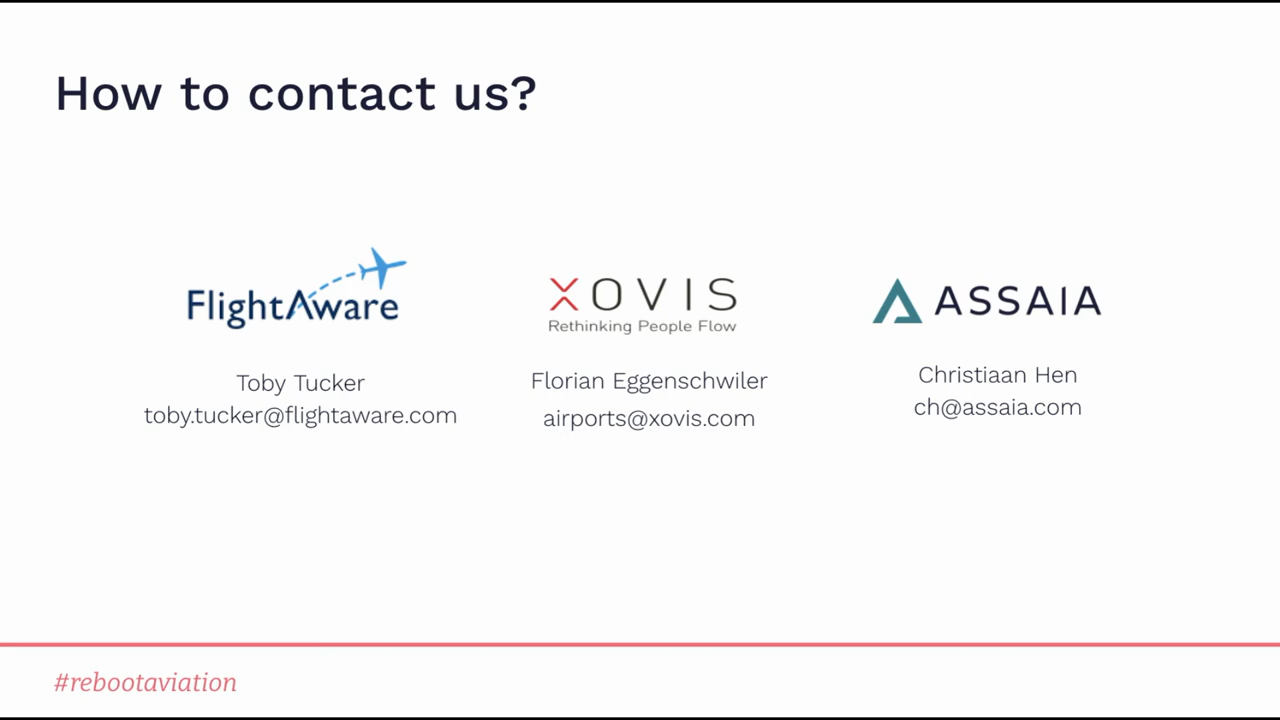 How to contact us?
FlightAware
Toby Tucker
toby.tucker@flightaware.com
XOVIS
Rethinking People Flow
Florian Eggenschwiler
airports@xovis.com
ASSAIA
Christiaan Hen
ch@assaia.com
#rebootaviation